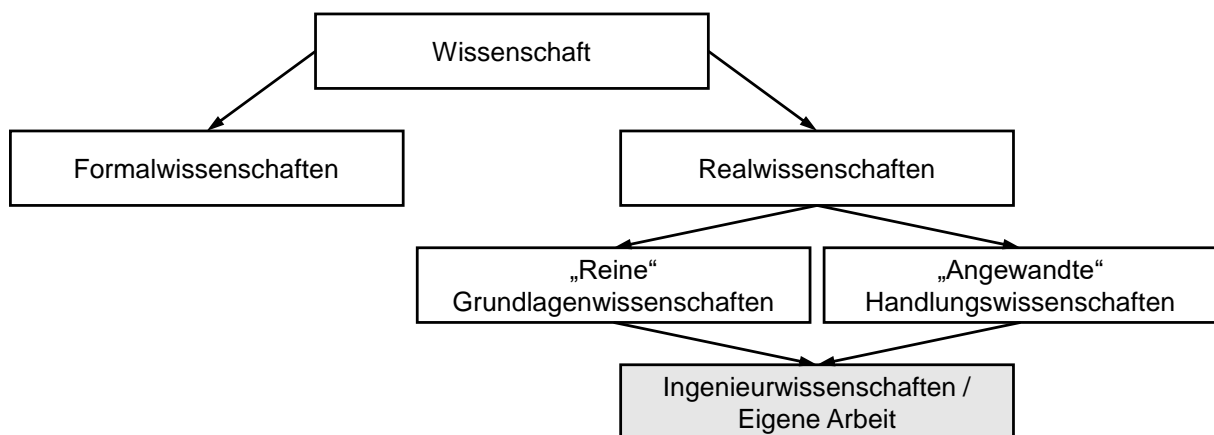 Wissenschaft
Formalwissenschaften
Realwissenschaften
„Reine“
Grundlagenwissenschaften
„Angewandte“
Handlungswissenschaften
Ingenieurwissenschaften /
Eigene Arbeit